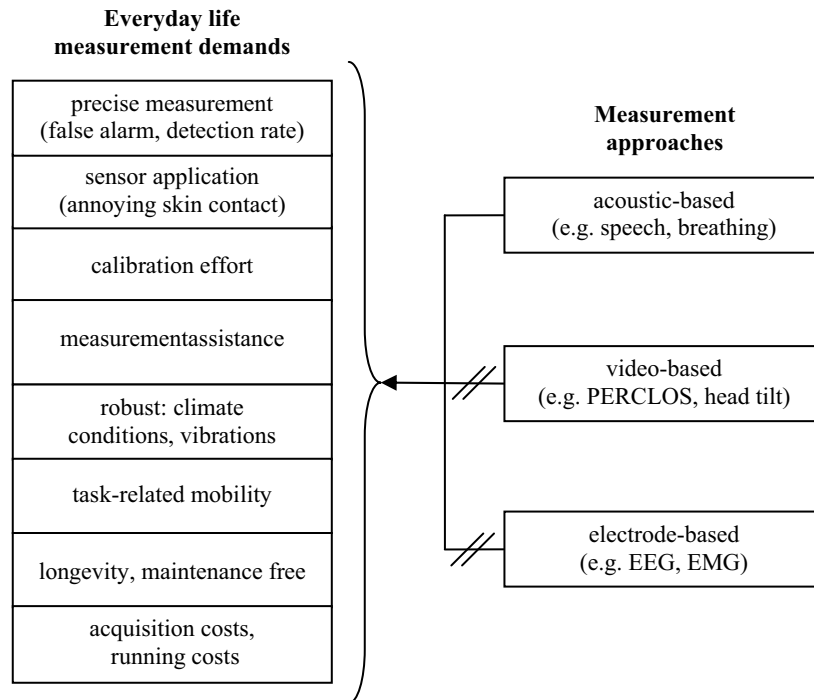 Everyday life
measurement demands
precise measurement
(false alarm, detection rate)
sensor application
(annoying skin contact)
calibration effort
measurementassistance
robust: climate
conditions, vibrations
task-related mobility
longevity, maintenance free
acquisition costs,
running costs
Measurement
approaches
acoustic-based
(e.g. speech, breathing)
video-based
(e.g. PERCLOS, head tilt)
electrode-based
(e.g. EEG, EMG)